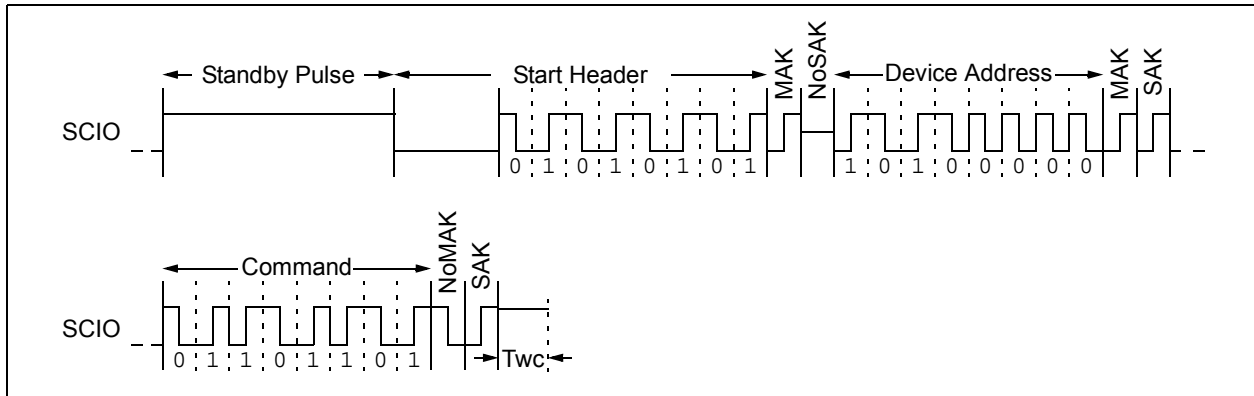 Standby Pulse
Start Header
MAK
NoSAK
Device Address
MAK
SAK
SCIO
0 1 0 1 0 1 0 1
1 0 1 0 0 0 0 0
Command
NoMAK
SAK
SCIO
0 1 1 0 1 1 0 1
Twc